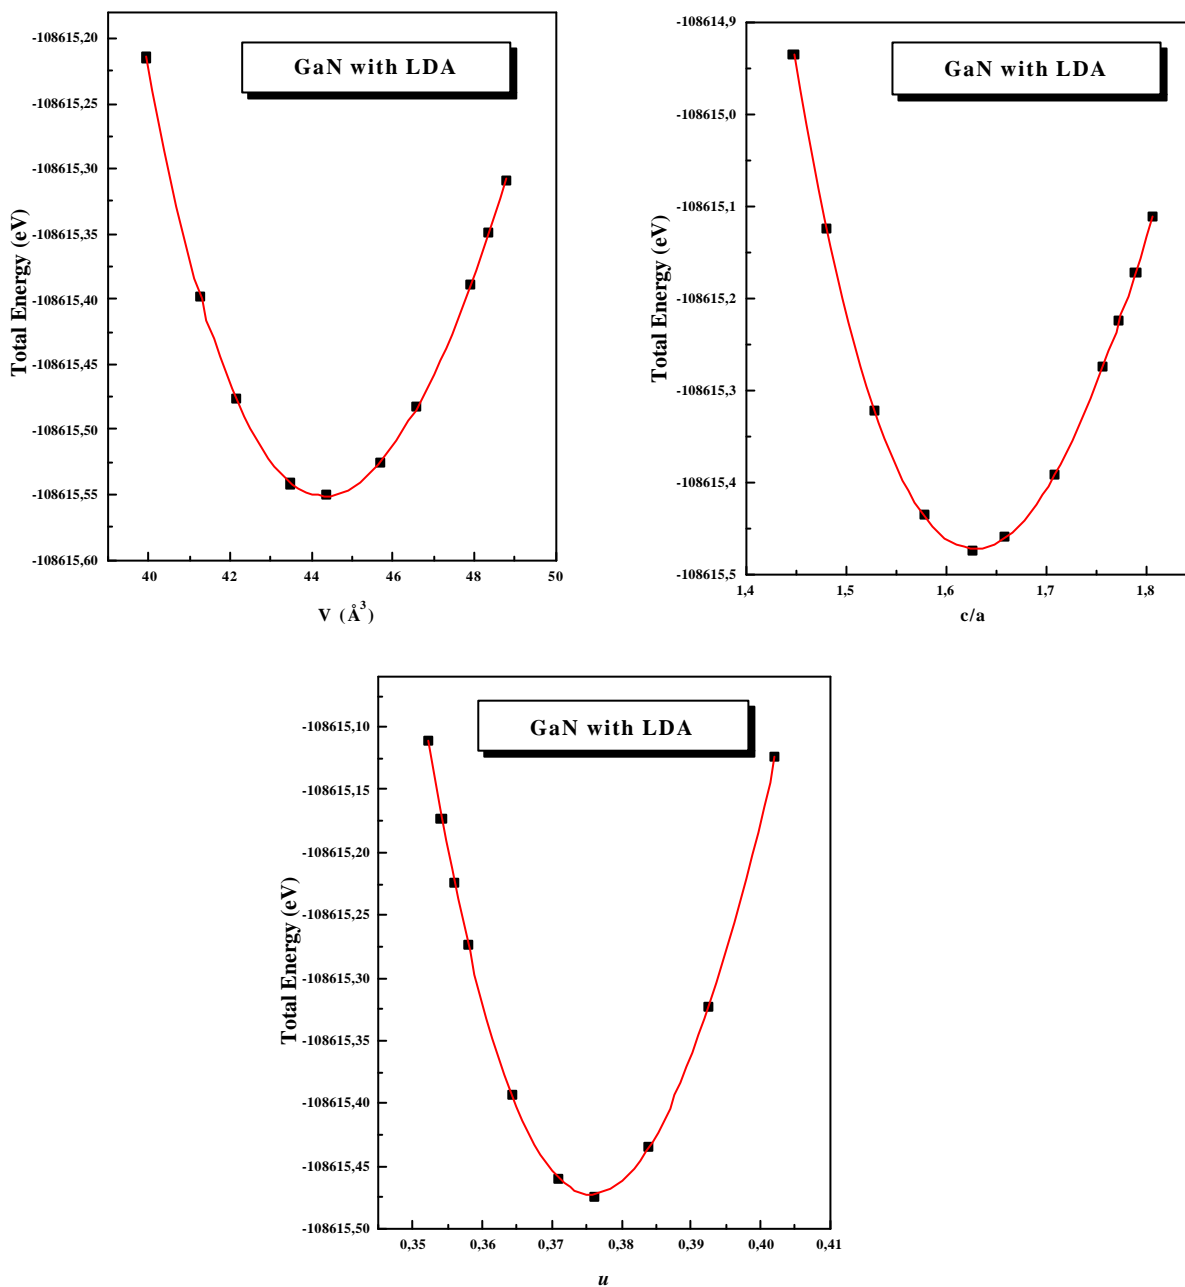 GaN with LDA
-108615,20
-108615,25
-108615,30
-108615,35
-108615,40
-108615,45
-108615,50
-108615,55
-108615,60
Total Energy (eV)
40 42 44 46 48 50
V (Å³)
GaN with LDA
-108614,9
-108615,0
-108615,1
-108615,2
-108615,3
-108615,4
-108615,5
Total Energy (eV)
1,4 1,5 1,6 1,7 1,8
c/a
GaN with LDA
-108615,10
-108615,15
-108615,20
-108615,25
-108615,30
-108615,35
-108615,40
-108615,45
-108615,50
Total Energy (eV)
0,35 0,36 0,37 0,38 0,39 0,40 0,41
u